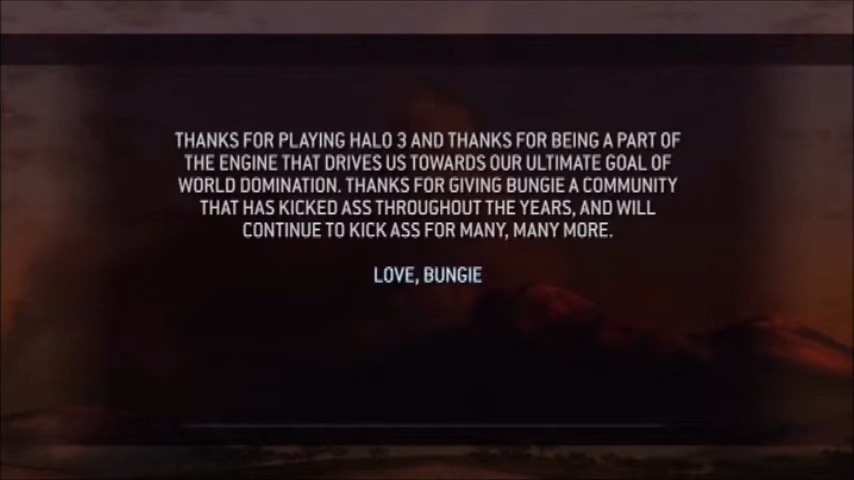 THANKS FOR PLAYING HALO 3 AND THANKS FOR BEING A PART OF
THE ENGINE THAT DRIVES US TOWARDS OUR ULTIMATE GOAL OF
WORLD DOMINATION. THANKS FOR GIVING BUNGIE A COMMUNITY
THAT HAS KICKED ASS THROUGHOUT THE YEARS, AND WILL
CONTINUE TO KICK ASS FOR MANY, MANY MORE.
LOVE, BUNGIE